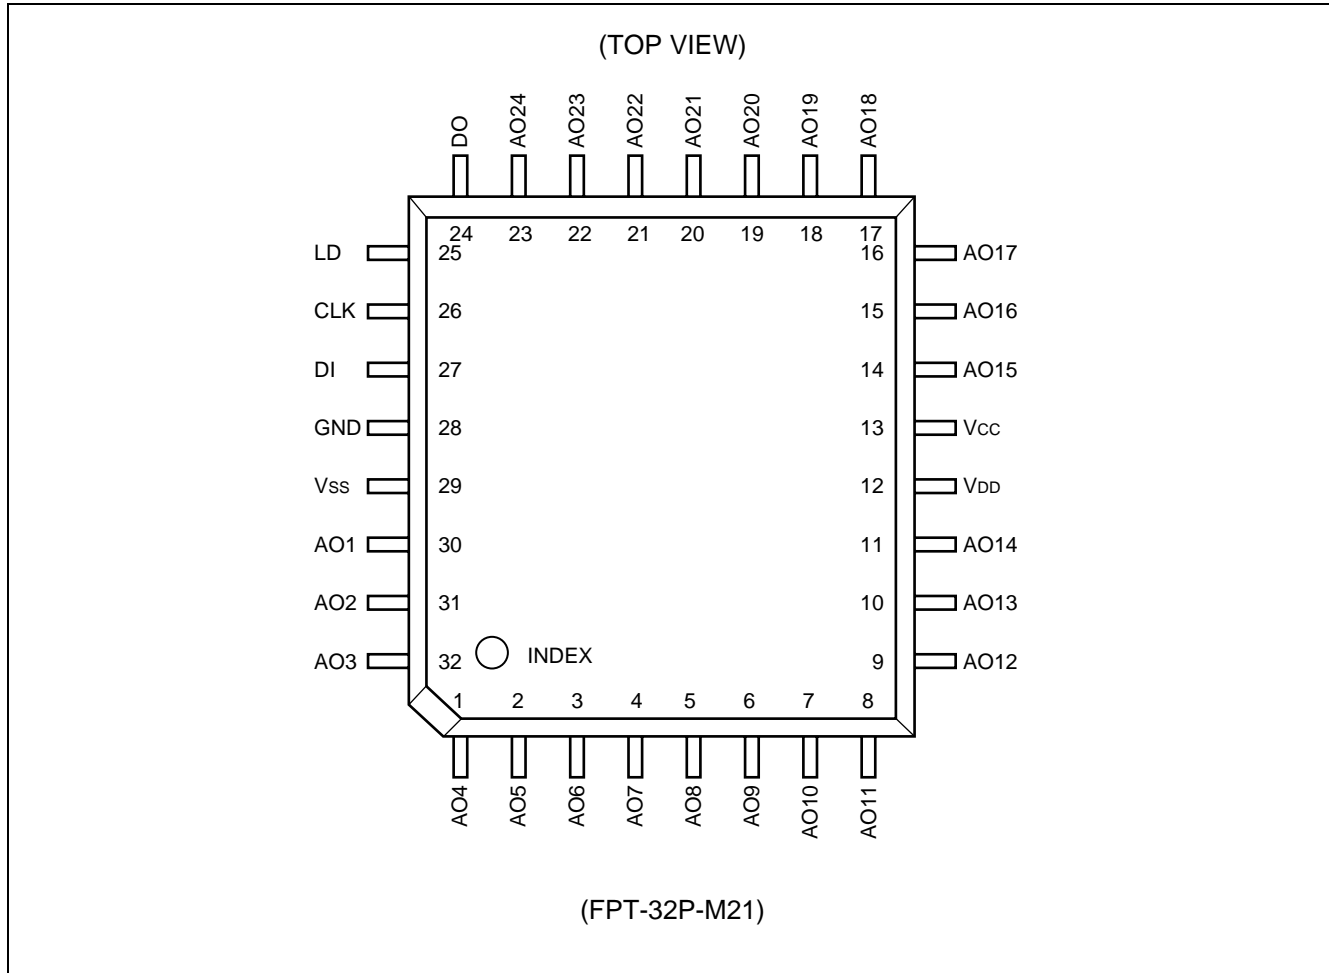 (TOP VIEW)
DO AO24 AO23 AO22 AO21 AO20 AO19 AO18
24 23 22 21 20 19 18 17
LD 25 16 AO17
CLK 26 15 AO16
DI 27 14 AO15
GND 28 13 VCC
VSS 29 12 VDD
AO1 30 11 AO14
AO2 31 10 AO13
AO3 32 INDEX 9 AO12
1 2 3 4 5 6 7 8
AO4 AO5 AO6 AO7 AO8 AO9 AO10 AO11
(FPT-32P-M21)